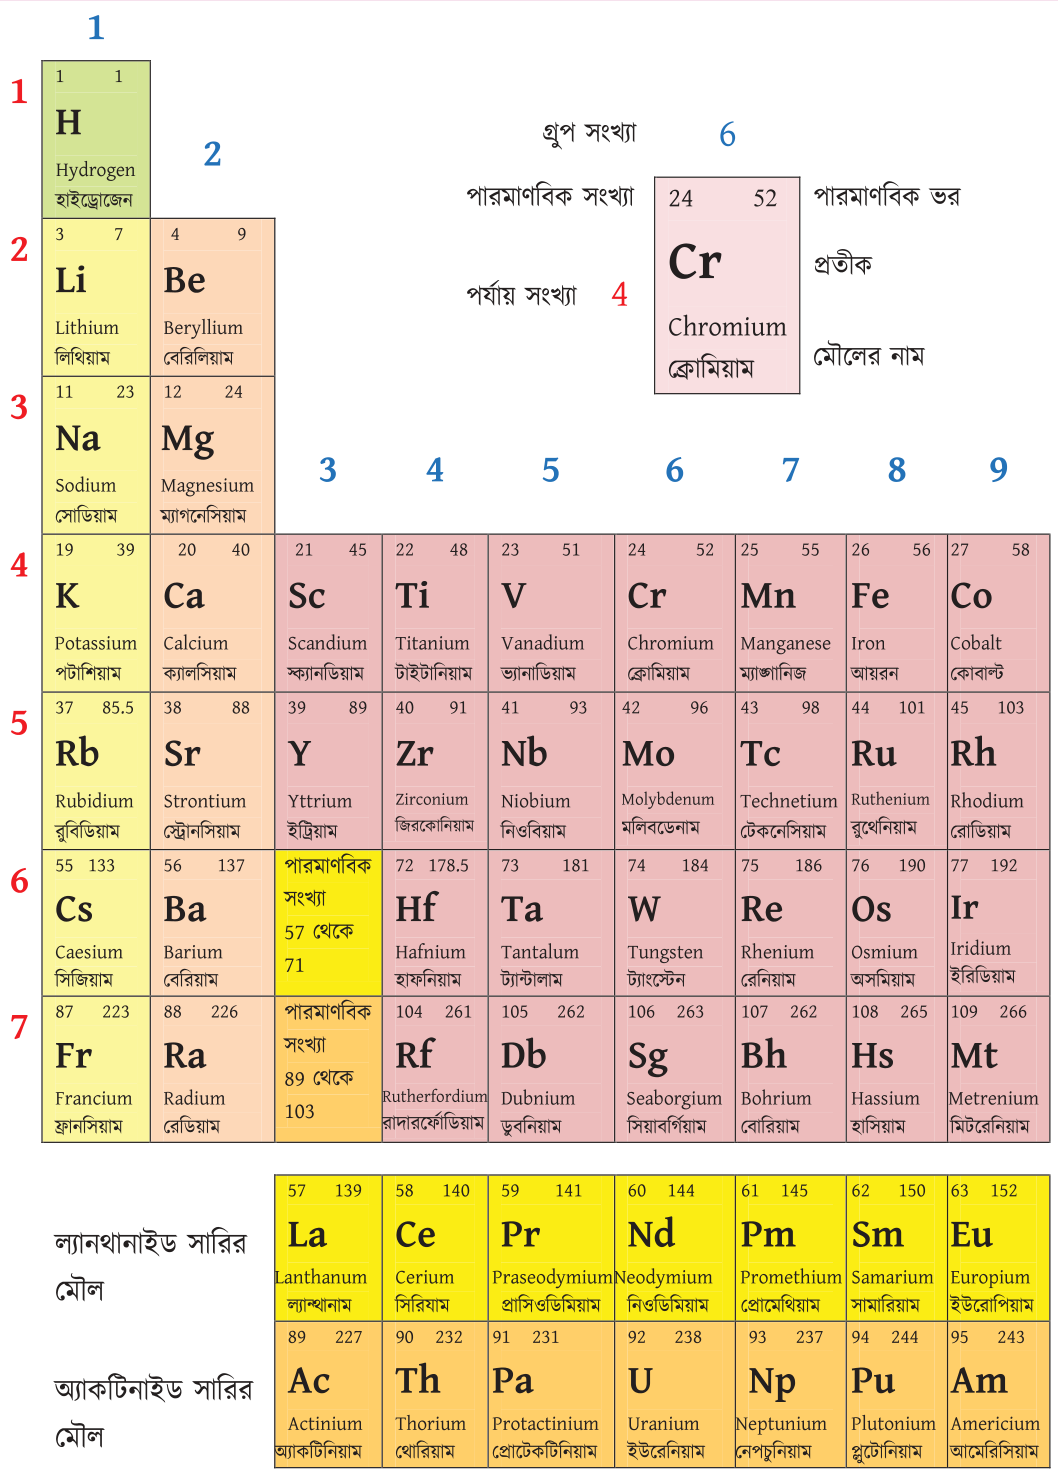 1
1
1 1
H
Hydrogen
হাইড্রোজেন
2
গ্রুপ সংখ্যা 6
পারমাণবিক সংখ্যা 24 52 পারমাণবিক ভর
Cr প্রতীক
পর্যায় সংখ্যা 4
Chromium
ক্রোমিয়াম মৌলের নাম
2
3 7 4 9
Li Be
Lithium Beryllium
লিথিয়াম বেরিলিয়াম
3
11 23 12 24
Na Mg
Sodium Magnesium
সোডিয়াম ম্যাগনেসিয়াম
3 4 5 6 7 8 9
4
19 39 20 40 21 45 22 48 23 51 24 52 25 55 26 56 27 58
K Ca Sc Ti V Cr Mn Fe Co
Potassium Calcium Scandium Titanium Vanadium Chromium Manganese Iron Cobalt
পটাশিয়াম ক্যালসিয়াম স্ক্যানডিয়াম টাইটানিয়াম ভ্যানাডিয়াম ক্রোমিয়াম ম্যাঙ্গানিজ আয়রন কোবাল্ট
5
37 85.5 38 88 39 89 40 91 41 93 42 96 43 98 44 101 45 103
Rb Sr Y Zr Nb Mo Tc Ru Rh
Rubidium Strontium Yttrium Zirconium Niobium Molybdenum Technetium Ruthenium Rhodium
রুবিডিয়াম স্ট্রোনসিয়াম ইট্রিয়াম জিরকোনিয়াম নিওবিয়াম মলিবডেনাম টেকনেসিয়াম রুথেনিয়াম রোডিয়াম
6
55 133 56 137 পারমাণবিক সংখ্যা 57 থেকে 71 72 178.5 73 181 74 184 75 186 76 190 77 192
Cs Ba Hf Ta W Re Os Ir
Caesium Barium Hafnium Tantalum Tungsten Rhenium Osmium Iridium
সিজিয়াম বেরিয়াম হাফনিয়াম ট্যান্টালাম ট্যাংস্টেন রেনিয়াম অসমিয়াম ইরিডিয়াম
7
87 223 88 226 পারমাণবিক সংখ্যা 89 থেকে 103 104 261 105 262 106 263 107 262 108 265 109 266
Fr Ra Rf Db Sg Bh Hs Mt
Francium Radium Rutherfordium Dubnium Seaborgium Bohrium Hassium Metrenium
ফ্রানসিয়াম রেডিয়াম রাদারর্ফোডিয়াম ডুবনিয়াম সিয়াবর্গিয়াম বোরিয়াম হাসিয়াম মিটরেনিয়াম
ল্যানথানাইড সারির
মৌল
57 139 58 140 59 141 60 144 61 145 62 150 63 152
La Ce Pr Nd Pm Sm Eu
Lanthanum Cerium Praseodymium Neodymium Promethium Samarium Europium
ল্যান্থানাম সিরিযাম প্রাসিওডিমিয়াম নিওডিমিয়াম প্রোমেথিয়াম সামারিয়াম ইউরোপিয়াম
অ্যাকটিনাইড সারির
মৌল
89 227 90 232 91 231 92 238 93 237 94 244 95 243
Ac Th Pa U Np Pu Am
Actinium Thorium Protactinium Uranium Neptunium Plutonium Americium
অ্যাকটিনিয়াম থোরিয়াম প্রোটেকটিনিয়াম ইউরেনিয়াম নেপচুনিয়াম প্লুটোনিয়াম আমেরিসিয়াম